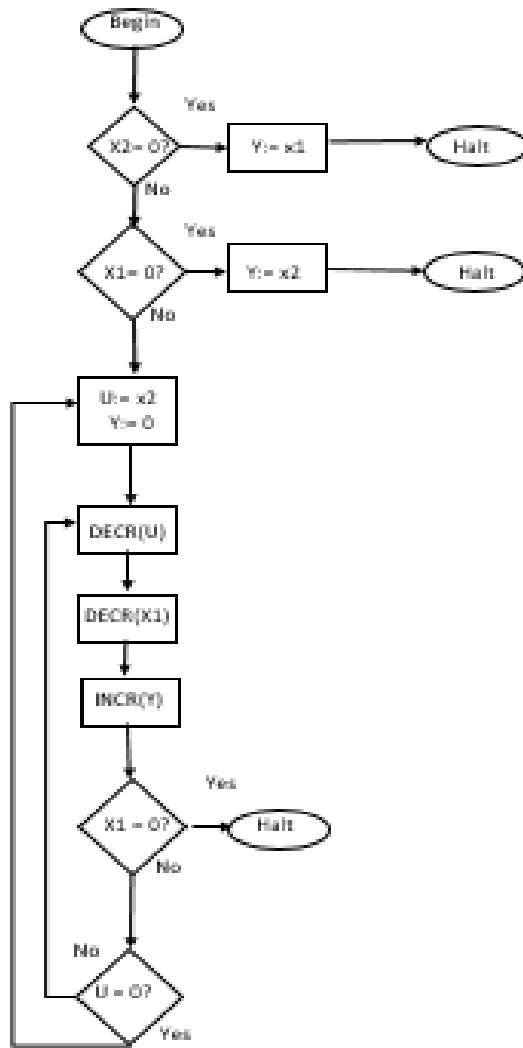 Begin
Yes
X2= 0?
Y:= x1
Halt
No
Yes
X1= 0?
Y:= x2
Halt
No
U:= x2
Y:= 0
DECR(U)
DECR(X1)
INCR(Y)
Yes
X1 = 0?
Halt
No
No
U = 0?
Yes